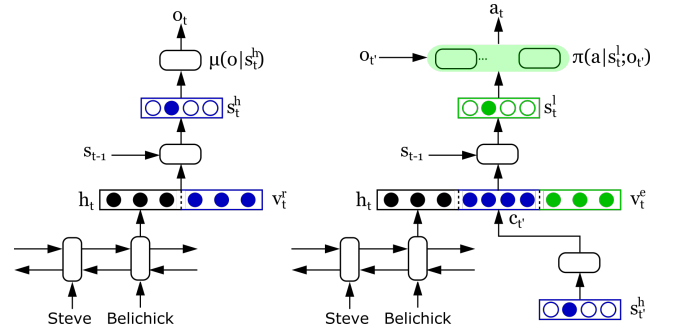 o_t
μ(o|s_t^h)
s_t^h
s_{t-1}
h_t
v_t^r
Steve Belichick
a_t
o_{t'}
...
π(a|s_t^l;o_{t'})
s_t^l
s_{t-1}
h_t
v_t^e
c_{t'}
Steve Belichick
s_{t'}^h